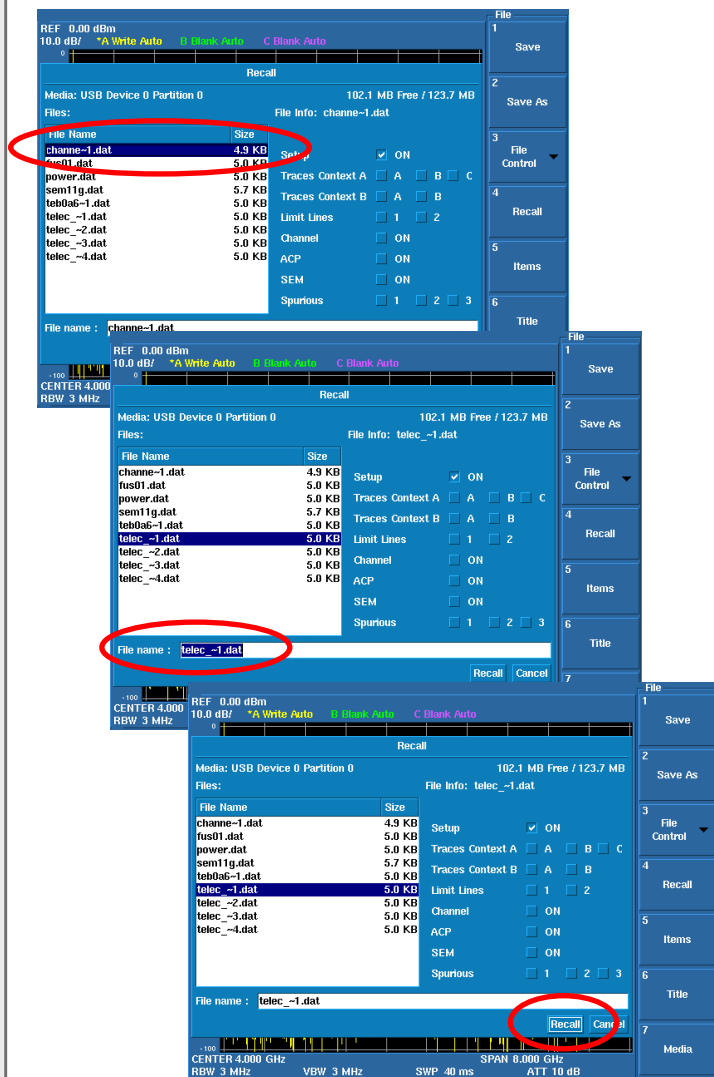 File
REF 0.00 dBm
10.0 dB/ *A Write Auto B Blank Auto C Blank Auto
0
Recall
Media: USB Device 0 Partition 0 102.1 MB Free / 123.7 MB
Files: File Info: channe~1.dat
File Name Size
channe~1.dat 4.9 KB
fus01.dat 5.0 KB
power.dat 5.0 KB
sem11g.dat 5.7 KB
teb0a6~1.dat 5.0 KB
telec_~1.dat 5.0 KB
telec_~2.dat 5.0 KB
telec_~3.dat 5.0 KB
telec_~4.dat 5.0 KB
Setup ON
Traces Context A A B C
Traces Context B A B
Limit Lines 1 2
Channel ON
ACP ON
SEM ON
Spurious 1 2 3
File name : channe~1.dat
-100
CENTER 4.000
RBW 3 MHz
1
Save
2
Save As
3
File
Control
4
Recall
5
Items
6
Title
File
REF 0.00 dBm
10.0 dB/ *A Write Auto B Blank Auto C Blank Auto
0
Recall
Media: USB Device 0 Partition 0 102.1 MB Free / 123.7 MB
Files: File Info: telec_~1.dat
File Name Size
channe~1.dat 4.9 KB
fus01.dat 5.0 KB
power.dat 5.0 KB
sem11g.dat 5.7 KB
teb0a6~1.dat 5.0 KB
telec_~1.dat 5.0 KB
telec_~2.dat 5.0 KB
telec_~3.dat 5.0 KB
telec_~4.dat 5.0 KB
Setup ON
Traces Context A A B C
Traces Context B A B
Limit Lines 1 2
Channel ON
ACP ON
SEM ON
Spurious 1 2 3
File name : telec_~1.dat
Recall Cancel
-100
CENTER 4.000
RBW 3 MHz
1
Save
2
Save As
3
File
Control
4
Recall
5
Items
6
Title
7
File
REF 0.00 dBm
10.0 dB/ *A Write Auto B Blank Auto C Blank Auto
0
Recall
Media: USB Device 0 Partition 0 102.1 MB Free / 123.7 MB
Files: File Info: telec_~1.dat
File Name Size
channe~1.dat 4.9 KB
fus01.dat 5.0 KB
power.dat 5.0 KB
sem11g.dat 5.7 KB
teb0a6~1.dat 5.0 KB
telec_~1.dat 5.0 KB
telec_~2.dat 5.0 KB
telec_~3.dat 5.0 KB
telec_~4.dat 5.0 KB
Setup ON
Traces Context A A B C
Traces Context B A B
Limit Lines 1 2
Channel ON
ACP ON
SEM ON
Spurious 1 2 3
File name : telec_~1.dat
Recall Cancel
-100
CENTER 4.000 GHz SPAN 8.000 GHz
RBW 3 MHz VBW 3 MHz SWP 40 ms ATT 10 dB
1
Save
2
Save As
3
File
Control
4
Recall
5
Items
6
Title
7
Media